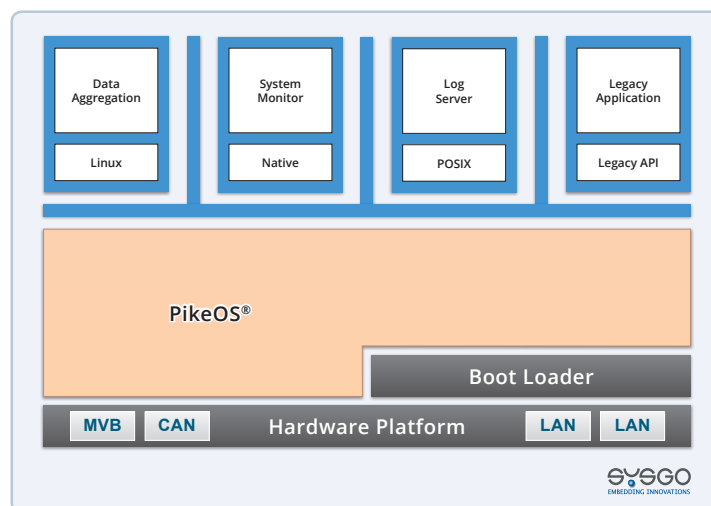 Data
Aggregation
System
Monitor
Log
Server
Legacy
Application
Linux
Native
POSIX
Legacy API
PikeOS®
Boot Loader
MVB
CAN
Hardware Platform
LAN
LAN
SYSGO
EMBEDDING INNOVATIONS